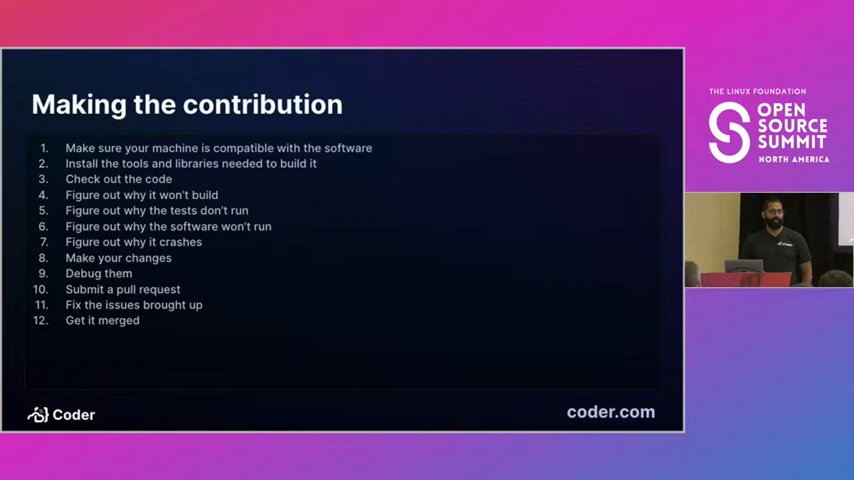 Making the contribution
1. Make sure your machine is compatible with the software
2. Install the tools and libraries needed to build it
3. Check out the code
4. Figure out why it won't build
5. Figure out why the tests don't run
6. Figure out why the software won't run
7. Figure out why it crashes
8. Make your changes
9. Debug them
10. Submit a pull request
11. Fix the issues brought up
12. Get it merged
Coder
coder.com
THE LINUX FOUNDATION
OPEN
SOURCE
SUMMIT
NORTH AMERICA